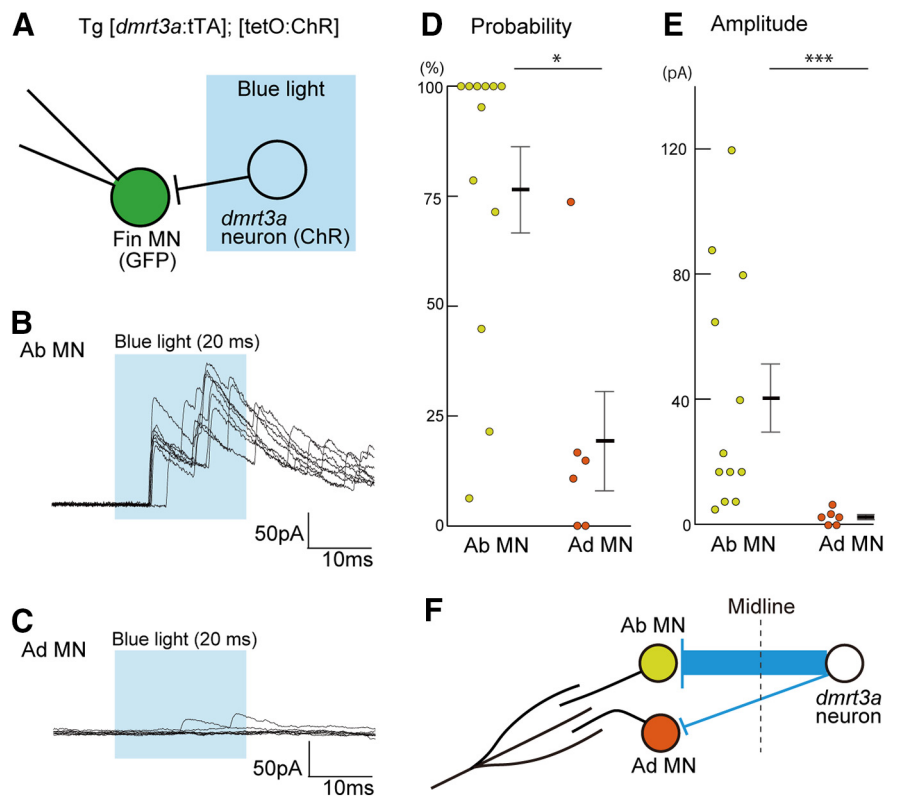 A
Tg [dmrt3a:tTA]; [tetO:ChR]
Blue light
dmrt3a
neuron (ChR)
Fin MN
(GFP)
B
Ab MN
Blue light (20 ms)
50pA
10ms
C
Ad MN
Blue light (20 ms)
50pA
10ms
D
Probability
*
(%)
100
75
50
25
0
Ab MN
Ad MN
E
Amplitude
***
(pA)
120
80
40
0
Ab MN
Ad MN
F
Midline
Ab MN
dmrt3a
neuron
Ad MN